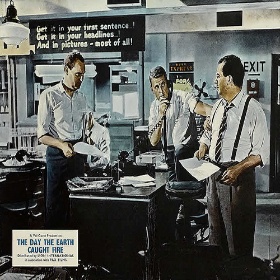 Get it in your first sentence!
Get it in your headlines..
And in pictures - most of all!
EXPRESS
EXIT
THE DAY THE EARTH
CAUGHT FIRE